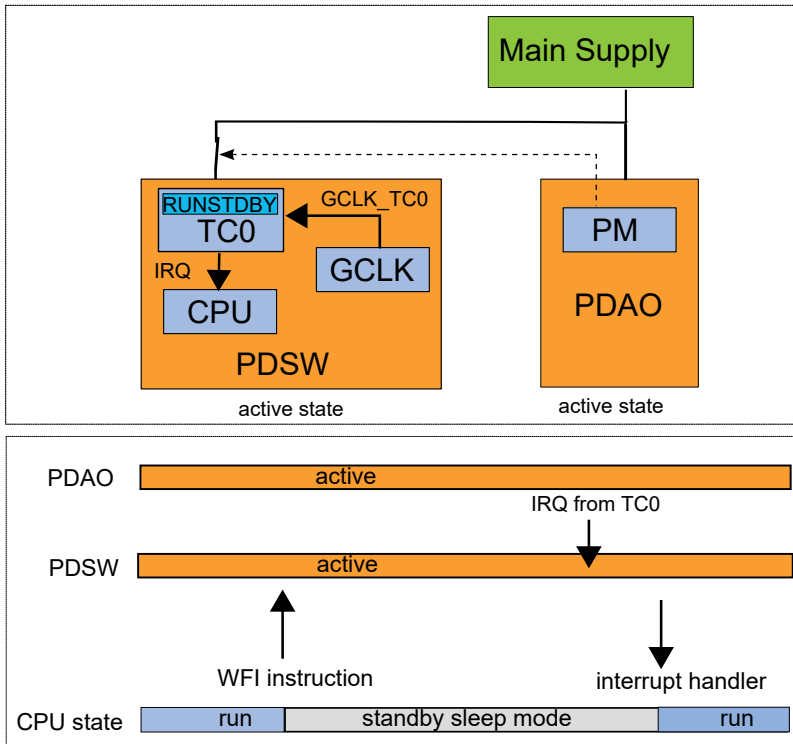 Main Supply
RUNSTDBY
TC0
GCLK_TC0
IRQ
GCLK
CPU
PDSW
PM
PDAO
active state
active state
PDAO
active
IRQ from TC0
PDSW
active
WFI instruction
interrupt handler
CPU state
run
standby sleep mode
run